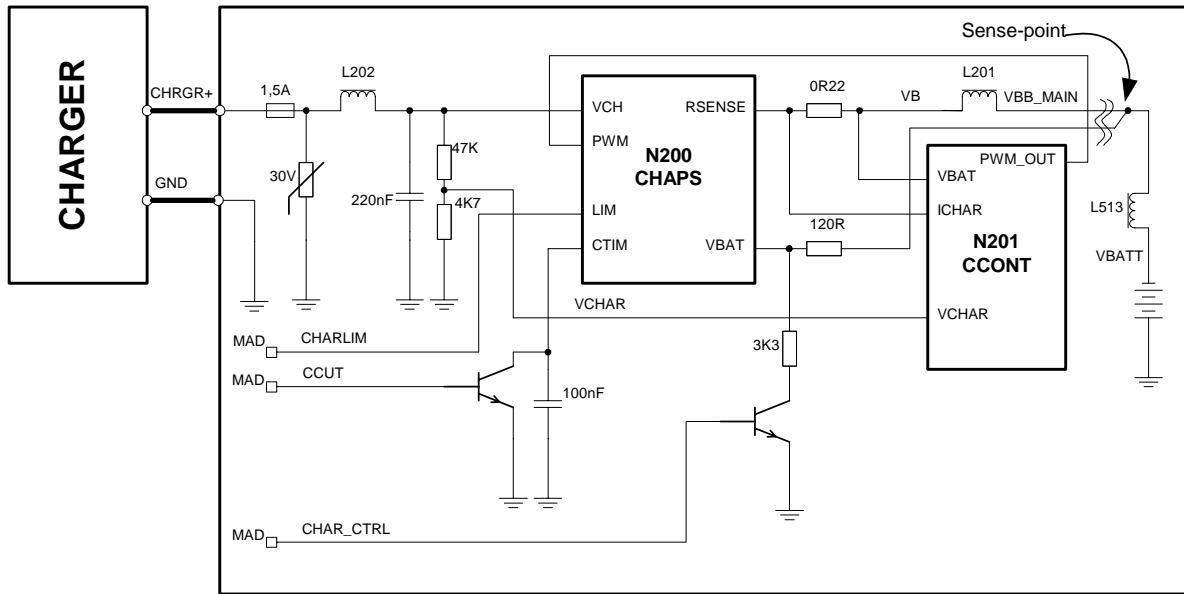 CHARGER
CHRGR+
GND
1,5A
L202
30V
220nF
47K
4K7
VCH
PWM
LIM
CTIM
RSENSE
VBAT
N200
CHAPS
0R22
120R
VB
L201
VBB_MAIN
Sense-point
PWM_OUT
VBAT
ICHAR
N201
CCONT
VCHAR
L513
VBATT
VCHAR
MAD
CHARLIM
MAD
CCUT
100nF
3K3
MAD
CHAR_CTRL